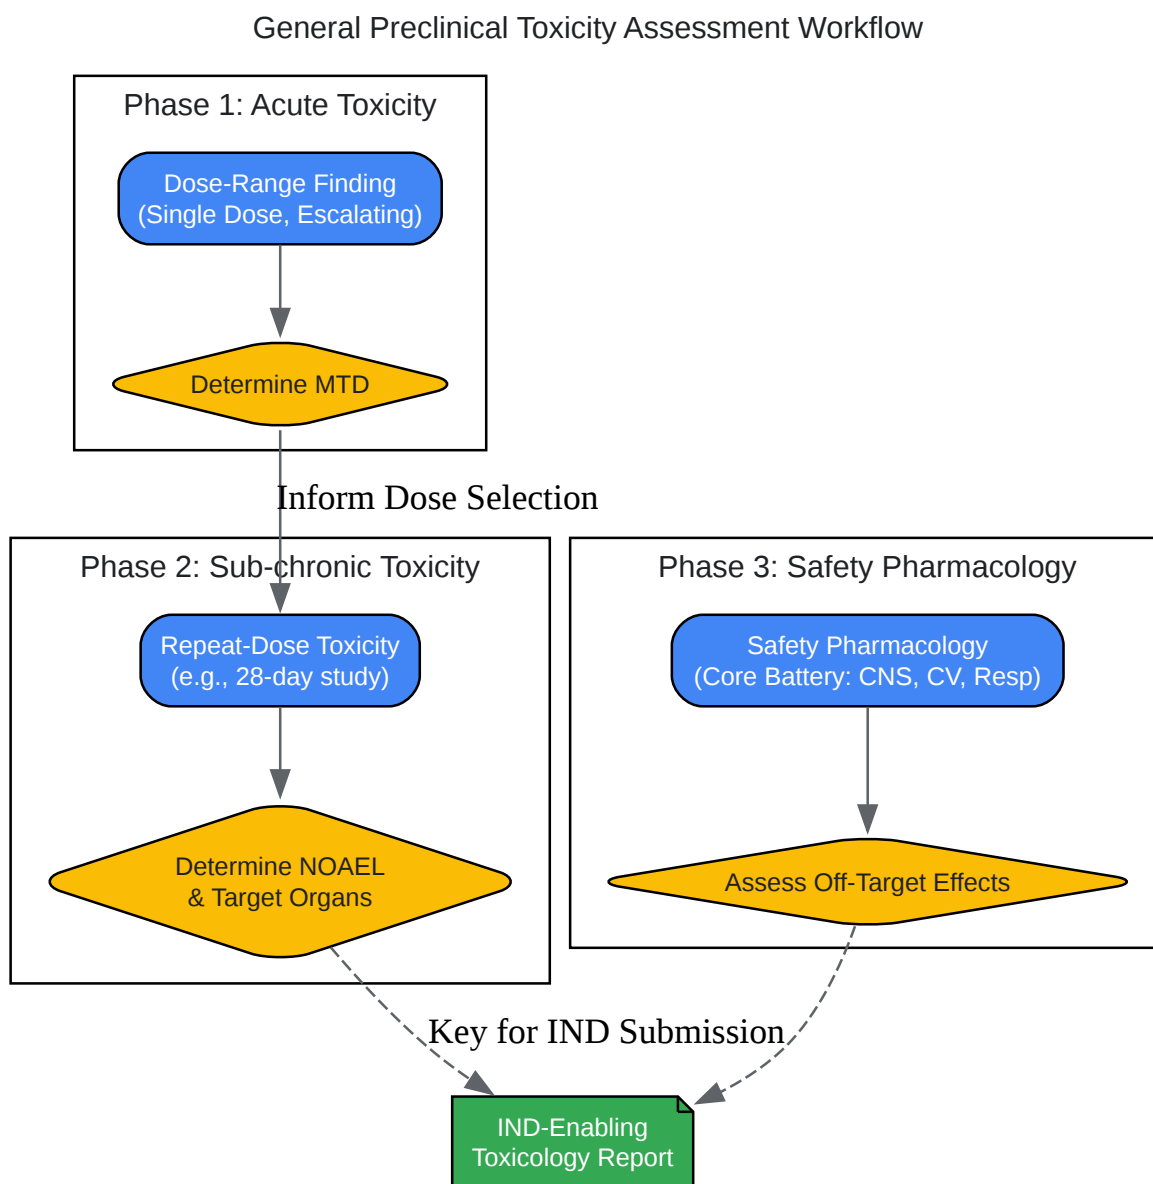 General Preclinical Toxicity Assessment Workflow
Phase 1: Acute Toxicity
Dose-Range Finding
(Single Dose, Escalating)
Determine MTD
Inform Dose Selection
Phase 2: Sub-chronic Toxicity
Repeat-Dose Toxicity
(e.g., 28-day study)
Determine NOAEL
& Target Organs
Phase 3: Safety Pharmacology
Safety Pharmacology
(Core Battery: CNS, CV, Resp)
Assess Off-Target Effects
Key for IND Submission
IND-Enabling
Toxicology Report